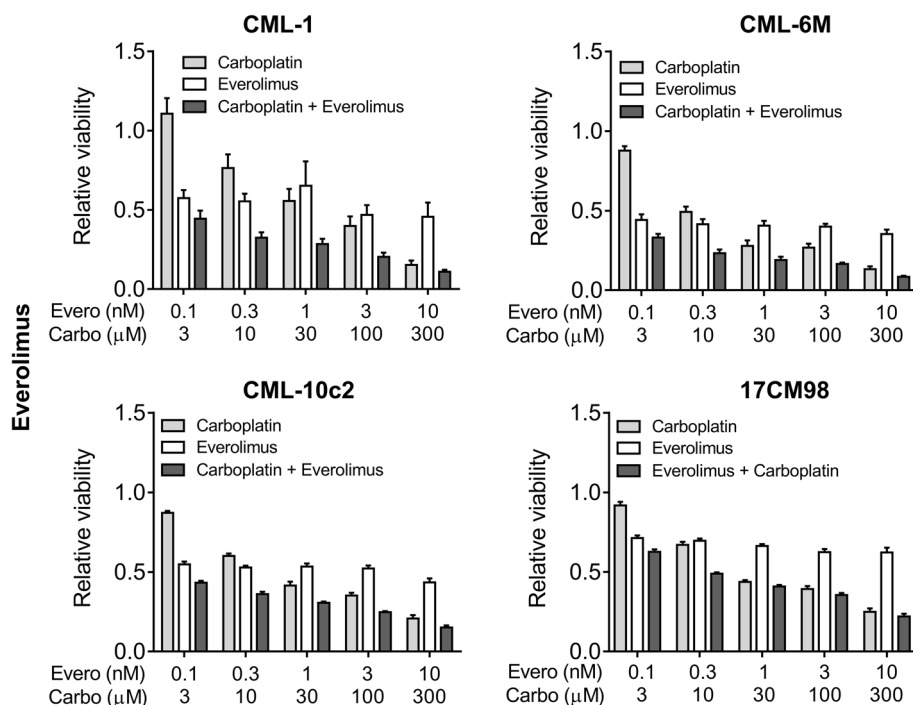 Everolimus
CML-1
Relative viability
1.5
1.0
0.5
0.0
Carboplatin
Everolimus
Carboplatin + Everolimus
Evero (nM) 0.1 0.3 1 3 10
Carbo (μM) 3 10 30 100 300
CML-6M
Relative viability
1.5
1.0
0.5
0.0
Carboplatin
Everolimus
Carboplatin + Everolimus
Evero (nM) 0.1 0.3 1 3 10
Carbo (μM) 3 10 30 100 300
CML-10c2
Relative viability
1.5
1.0
0.5
0.0
Carboplatin
Everolimus
Carboplatin + Everolimus
Evero (nM) 0.1 0.3 1 3 10
Carbo (μM) 3 10 30 100 300
17CM98
Relative viability
1.5
1.0
0.5
0.0
Carboplatin
Everolimus
Everolimus + Carboplatin
Evero (nM) 0.1 0.3 1 3 10
Carbo (μM) 3 10 30 100 300